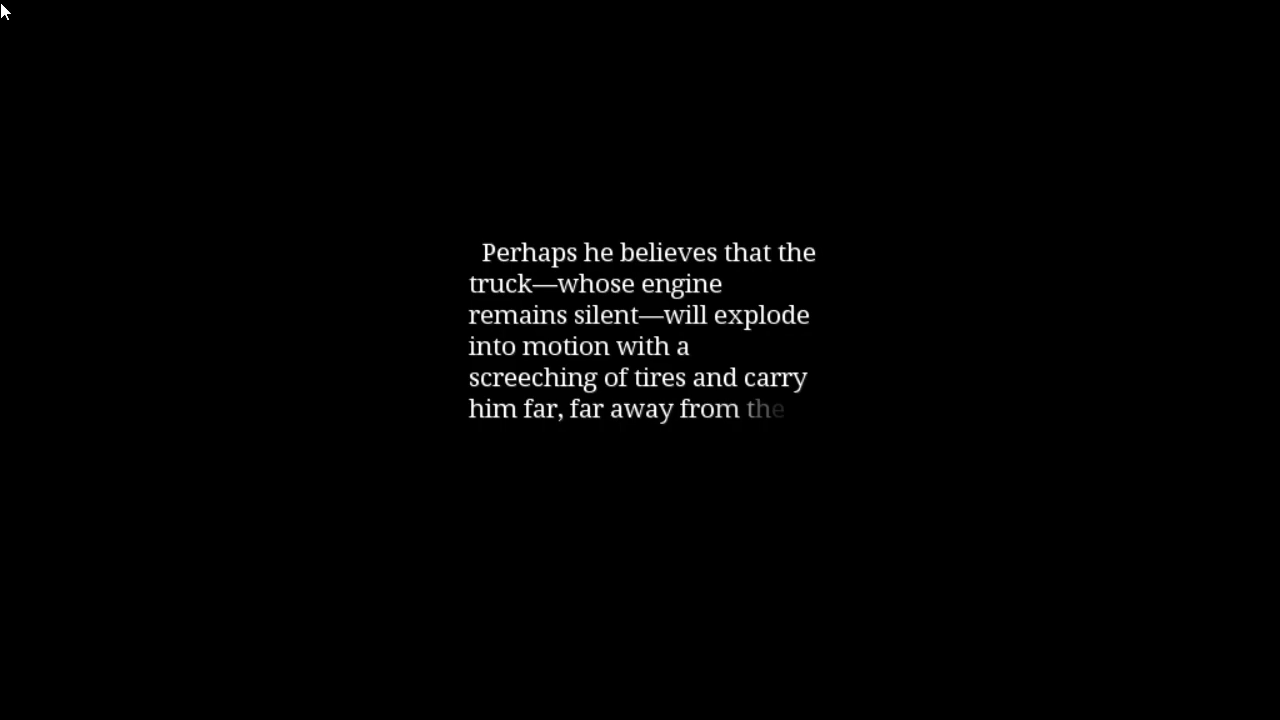 Perhaps he believes that the
truck—whose engine
remains silent—will explode
into motion with a
screeching of tires and carry
him far, far away from the